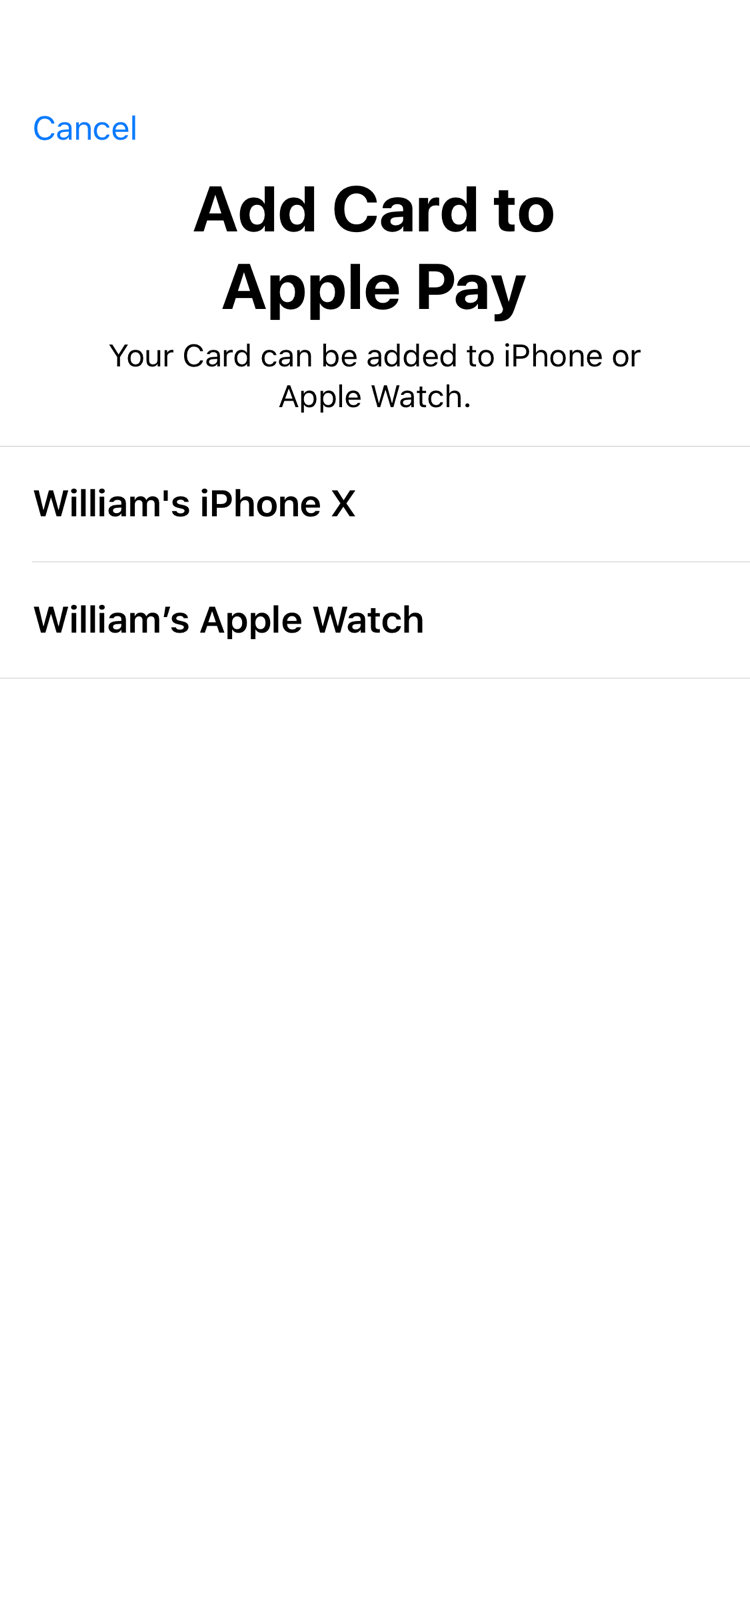 Cancel
Add Card to
Apple Pay
Your Card can be added to iPhone or
Apple Watch.
William's iPhone X
William’s Apple Watch